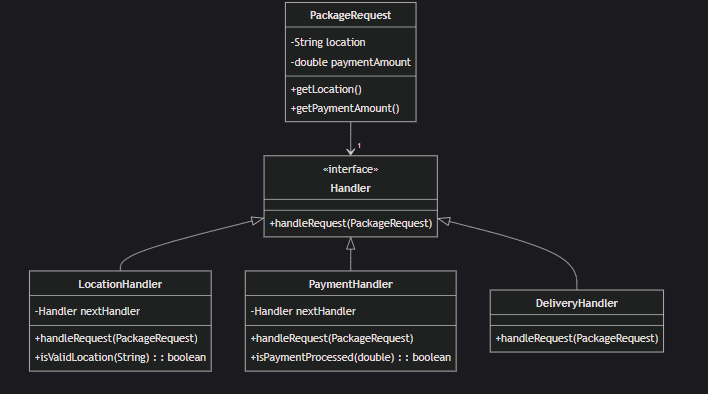 PackageRequest
-String location
-double paymentAmount
+getLocation()
+getPaymentAmount()
1
«interface»
Handler
+handleRequest(PackageRequest)
LocationHandler
-Handler nextHandler
+handleRequest(PackageRequest)
+isValidLocation(String) : : boolean
PaymentHandler
-Handler nextHandler
+handleRequest(PackageRequest)
+isPaymentProcessed(double) : : boolean
DeliveryHandler
+handleRequest(PackageRequest)